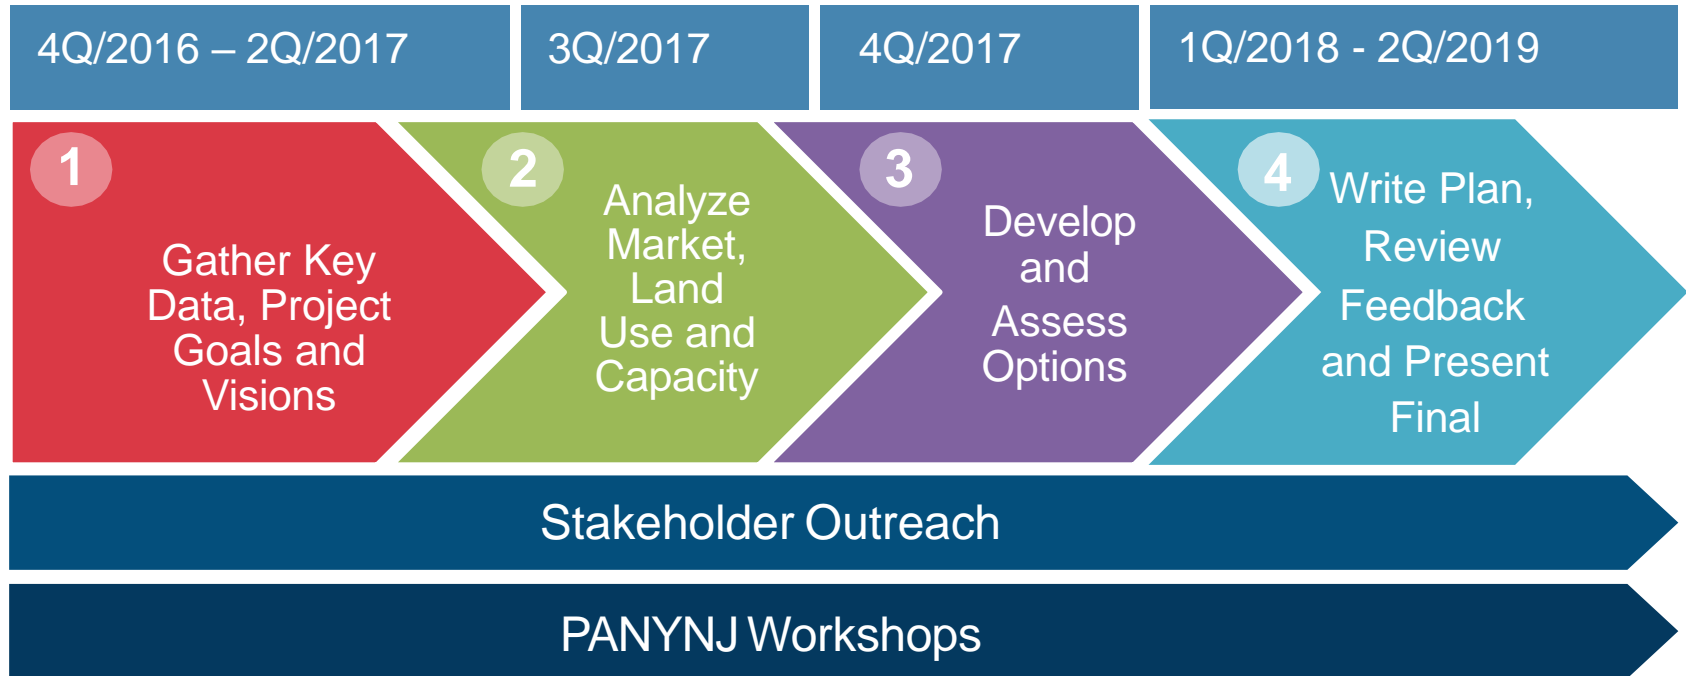 4Q/2016 – 2Q/2017
3Q/2017
4Q/2017
1Q/2018 - 2Q/2019
1
Gather Key
Data, Project
Goals and
Visions
2
Analyze
Market,
Land
Use and
Capacity
3
Develop
and
Assess
Options
4
Write Plan,
Review
Feedback
and Present
Final
Stakeholder Outreach
PANYNJ Workshops